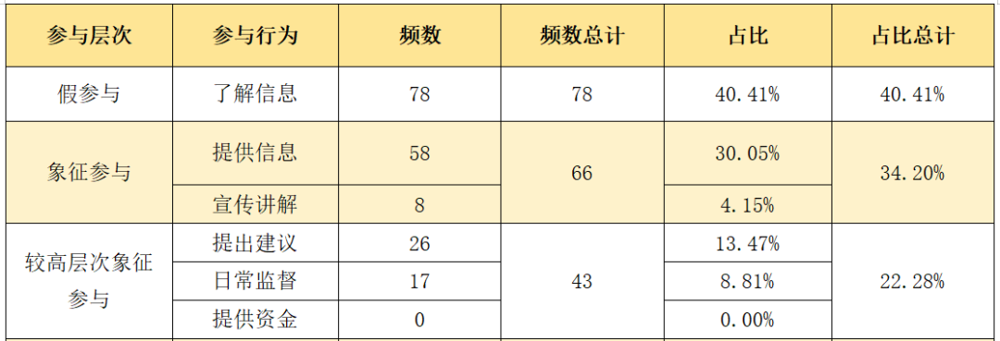 参与层次 参与行为 频数 频数总计 占比 占比总计
假参与 了解信息 78 78 40.41% 40.41%
象征参与 提供信息 58 66 30.05% 34.20%
宣传讲解 8 4.15%
较高层次象征
参与 提出建议 26 43 13.47% 22.28%
日常监督 17 8.81%
提供资金 0 0.00%